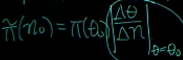 π̃(η₀) = π(θ₀) |Δθ/Δη|_{θ=θ₀}